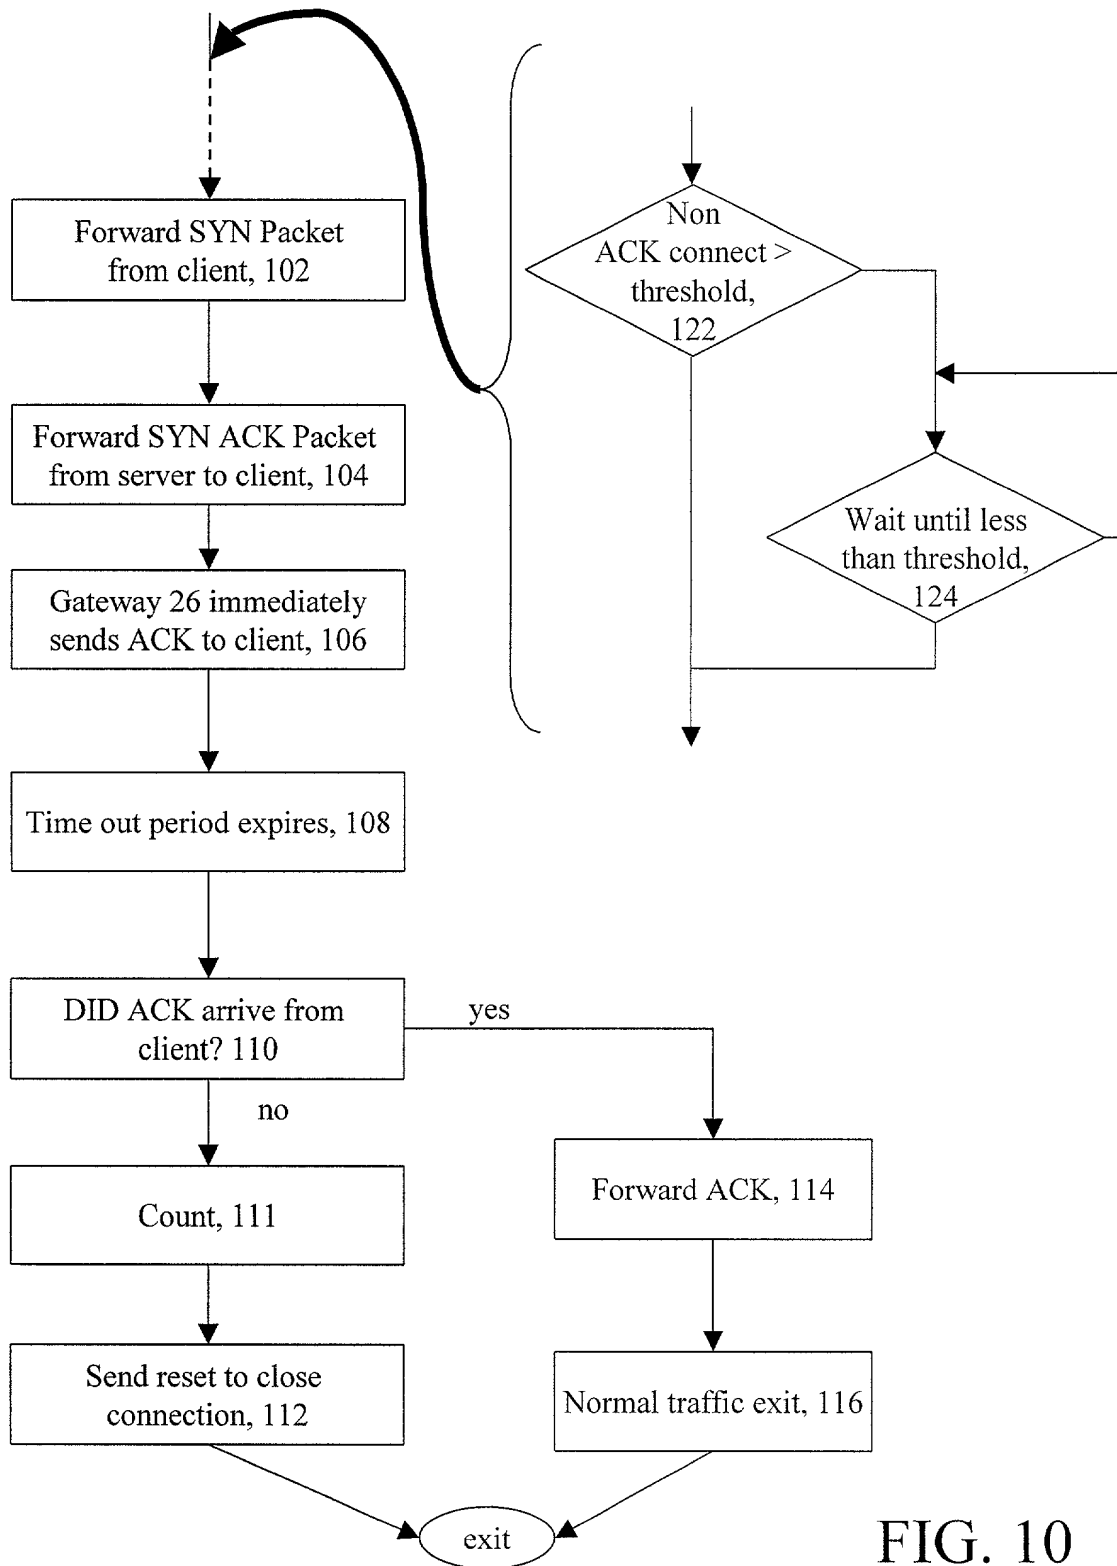 Forward SYN Packet
from client, 102
Forward SYN ACK Packet
from server to client, 104
Gateway 26 immediately
sends ACK to client, 106
Time out period expires, 108
DID ACK arrive from
client? 110
yes
no
Count, 111
Send reset to close
connection, 112
Forward ACK, 114
Normal traffic exit, 116
exit
Non
ACK connect >
threshold,
122
Wait until less
than threshold,
124
FIG. 10